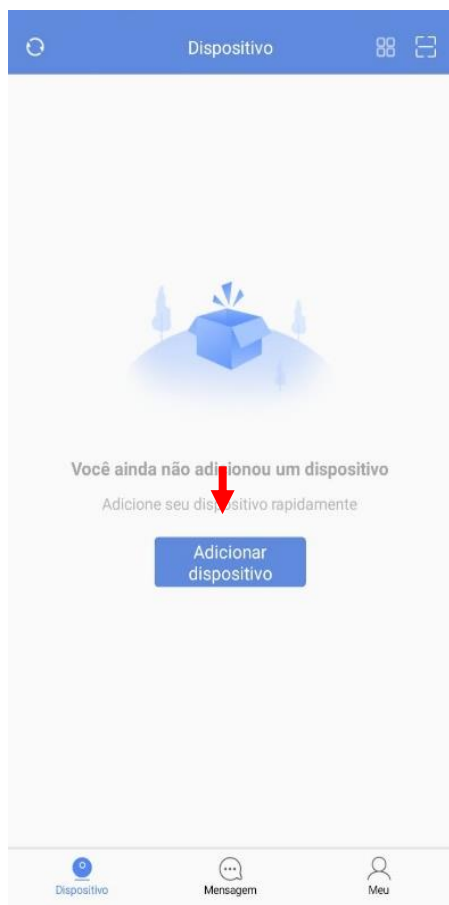 Dispositivo
Você ainda não adicionou um dispositivo
Adicione seu dispositivo rapidamente
Adicionar
dispositivo
Dispositivo
Mensagem
Meu